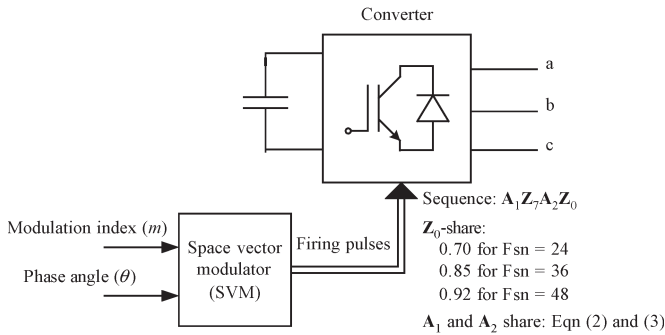 Converter
a
b
c
Sequence: A₁Z₇A₂Z₀
Z₀-share:
0.70 for Fsn = 24
0.85 for Fsn = 36
0.92 for Fsn = 48
A₁ and A₂ share: Eqn (2) and (3)
Modulation index (m)
Phase angle (θ)
Space vector
modulator
(SVM)
Firing pulses